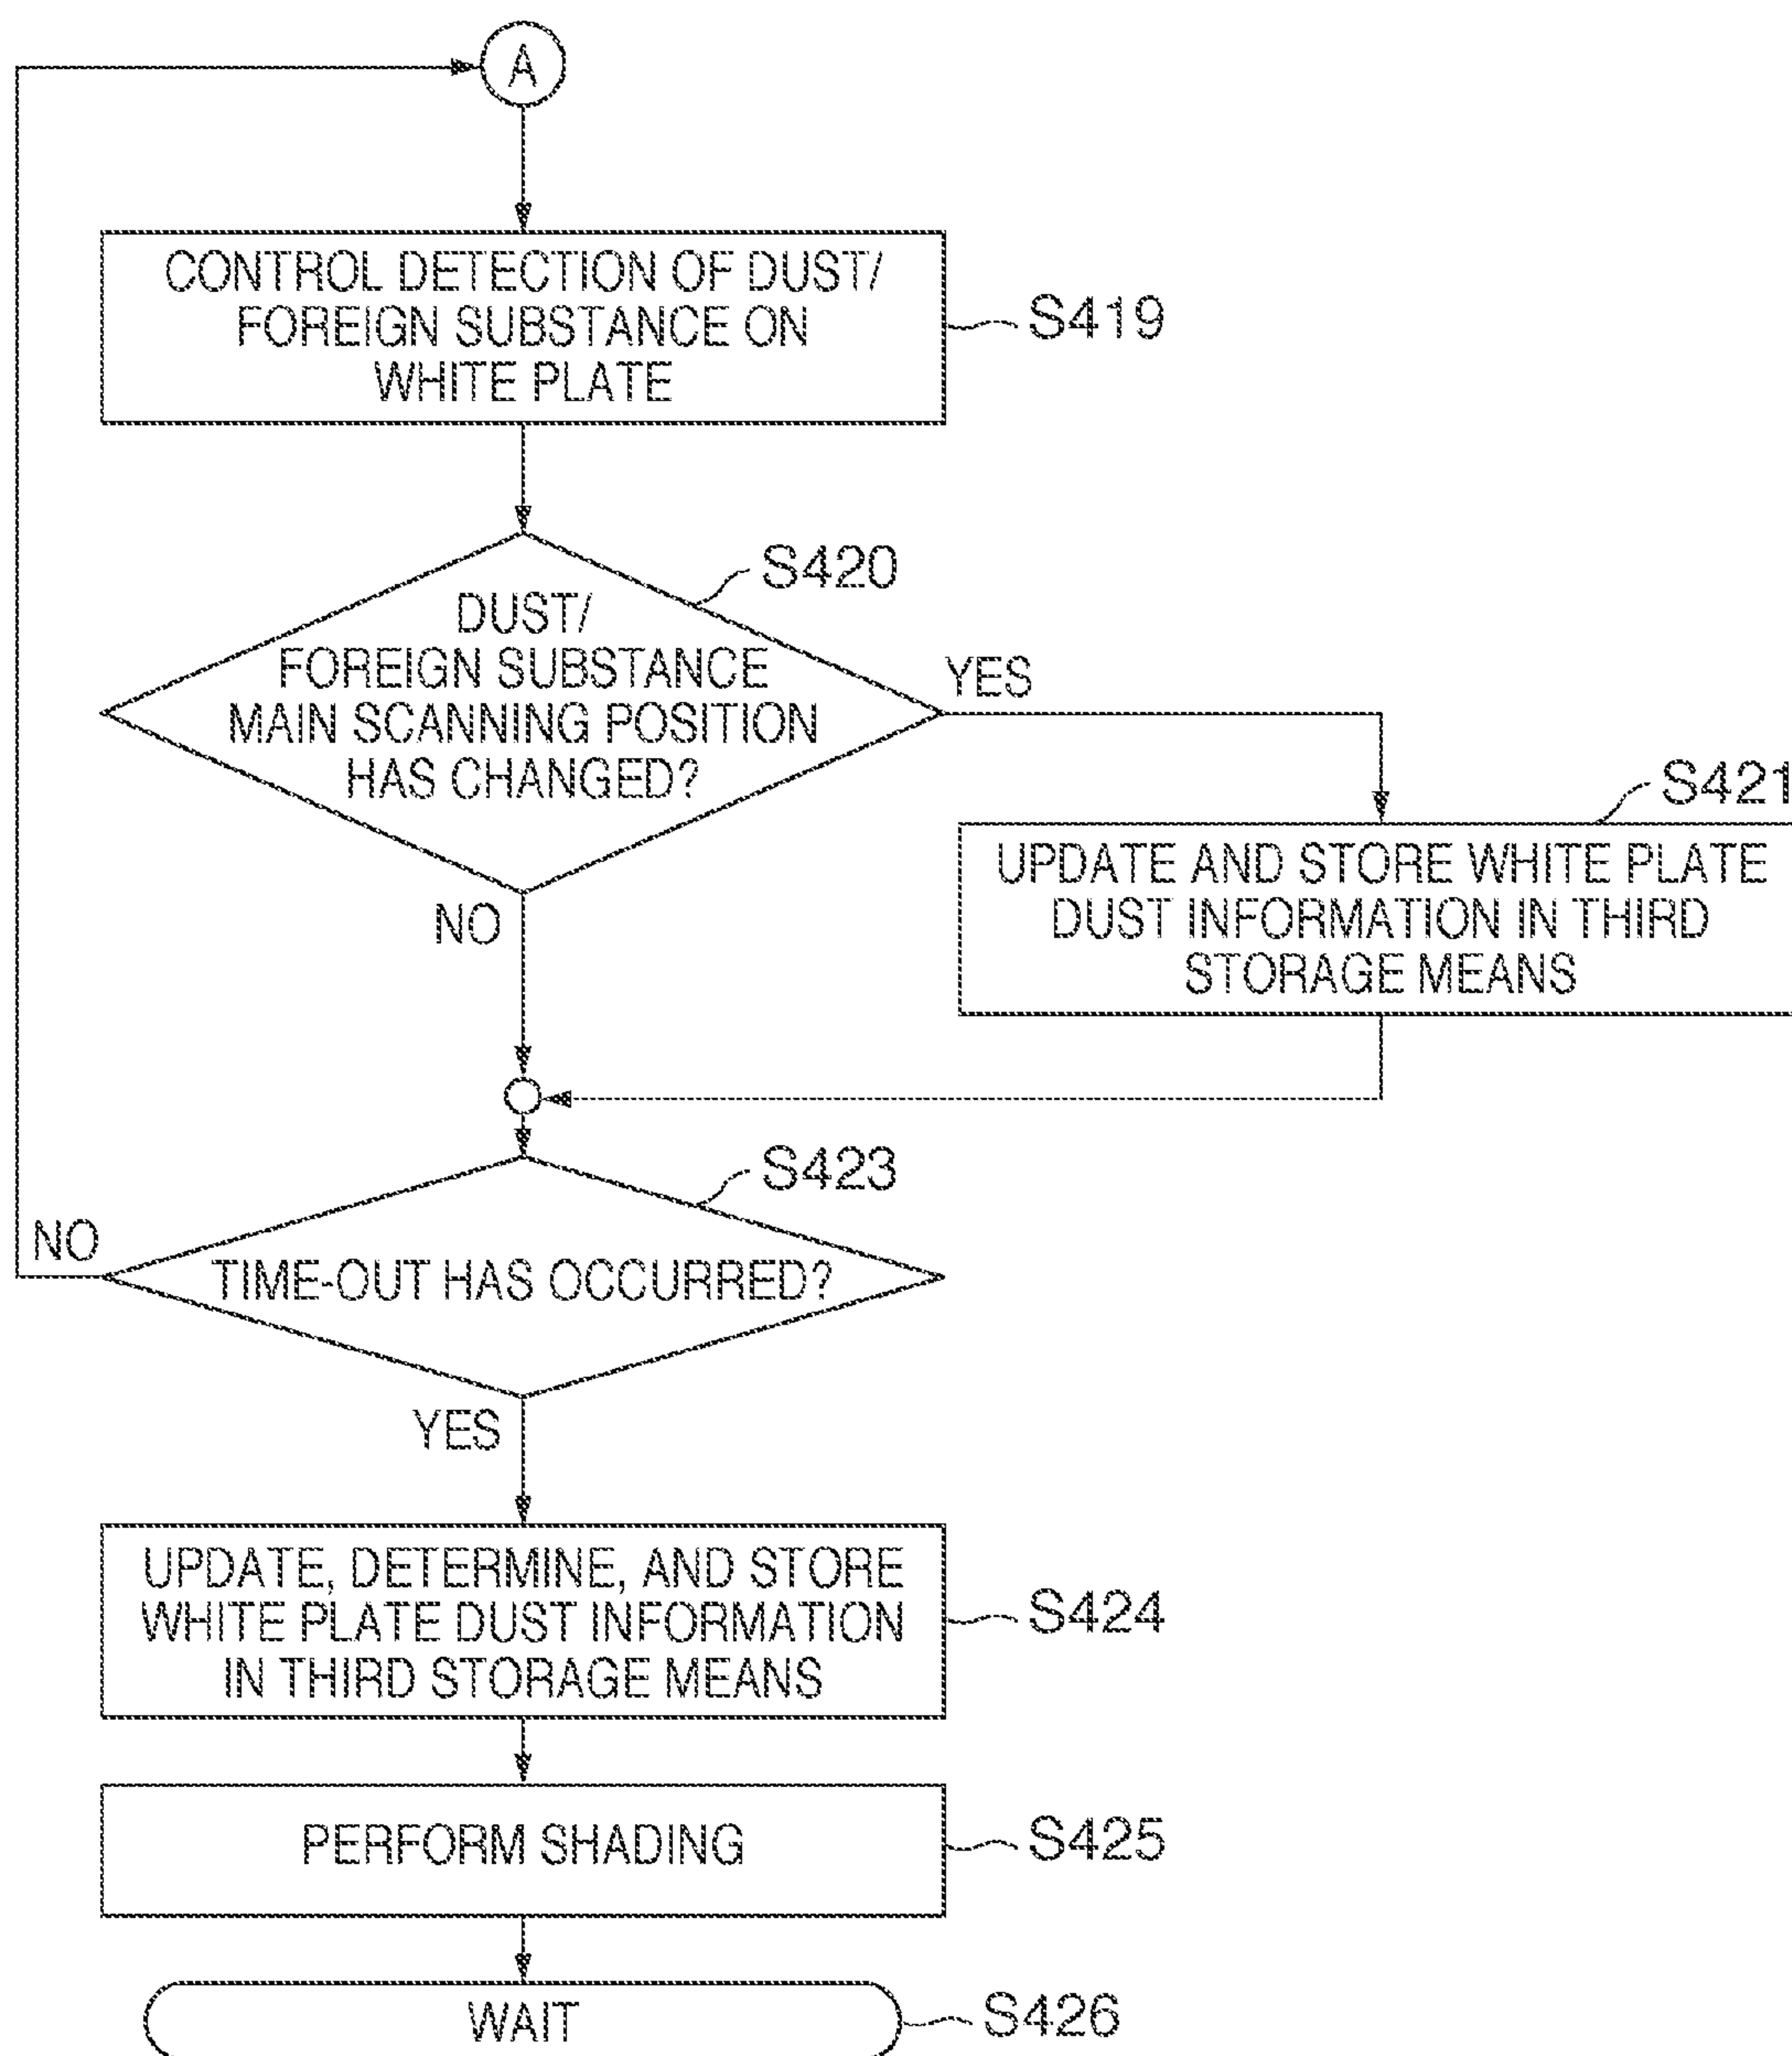 A
CONTROL DETECTION OF DUST/
FOREIGN SUBSTANCE ON
WHITE PLATE
S419
S420
DUST/
FOREIGN SUBSTANCE
MAIN SCANNING POSITION
HAS CHANGED?
YES
NO
S421
UPDATE AND STORE WHITE PLATE
DUST INFORMATION IN THIRD
STORAGE MEANS
S423
TIME-OUT HAS OCCURRED?
NO
YES
UPDATE, DETERMINE, AND STORE
WHITE PLATE DUST INFORMATION
IN THIRD STORAGE MEANS
S424
PERFORM SHADING
S425
WAIT
S426